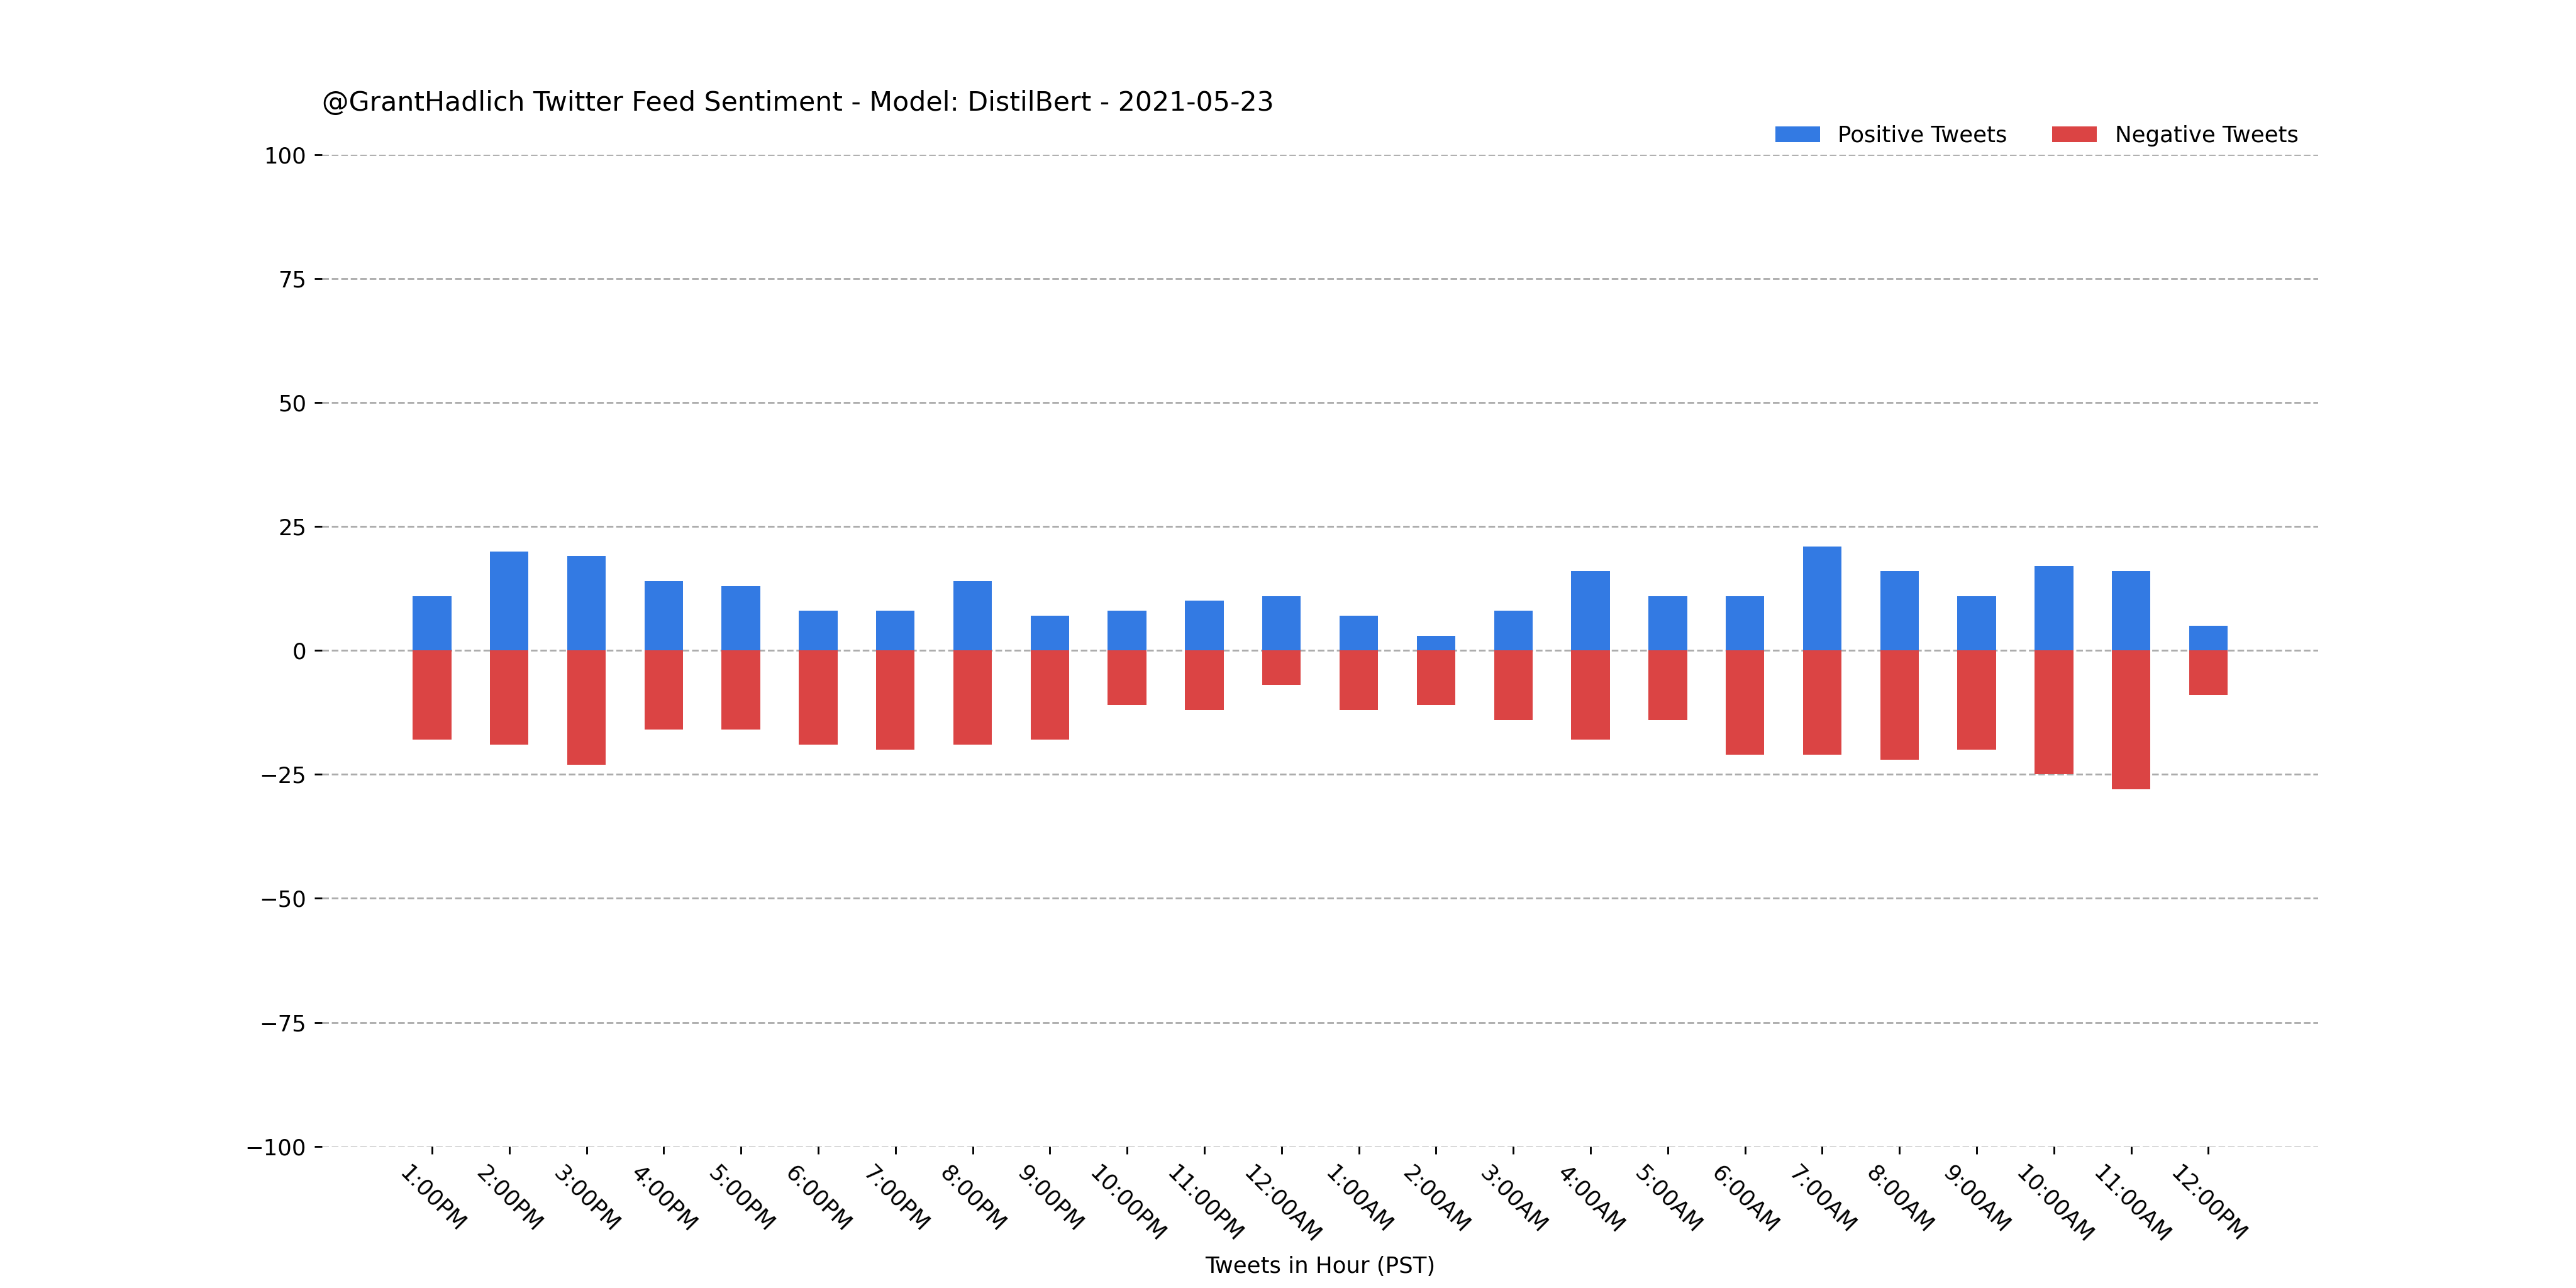 @GrantHadlich Twitter Feed Sentiment - Model: DistilBert - 2021-05-23
Positive Tweets
Negative Tweets
100
75
50
25
0
−25
−50
−75
−100
1:00PM
2:00PM
3:00PM
4:00PM
5:00PM
6:00PM
7:00PM
8:00PM
9:00PM
10:00PM
11:00PM
12:00AM
1:00AM
2:00AM
3:00AM
4:00AM
5:00AM
6:00AM
7:00AM
8:00AM
9:00AM
10:00AM
11:00AM
12:00PM
Tweets in Hour (PST)